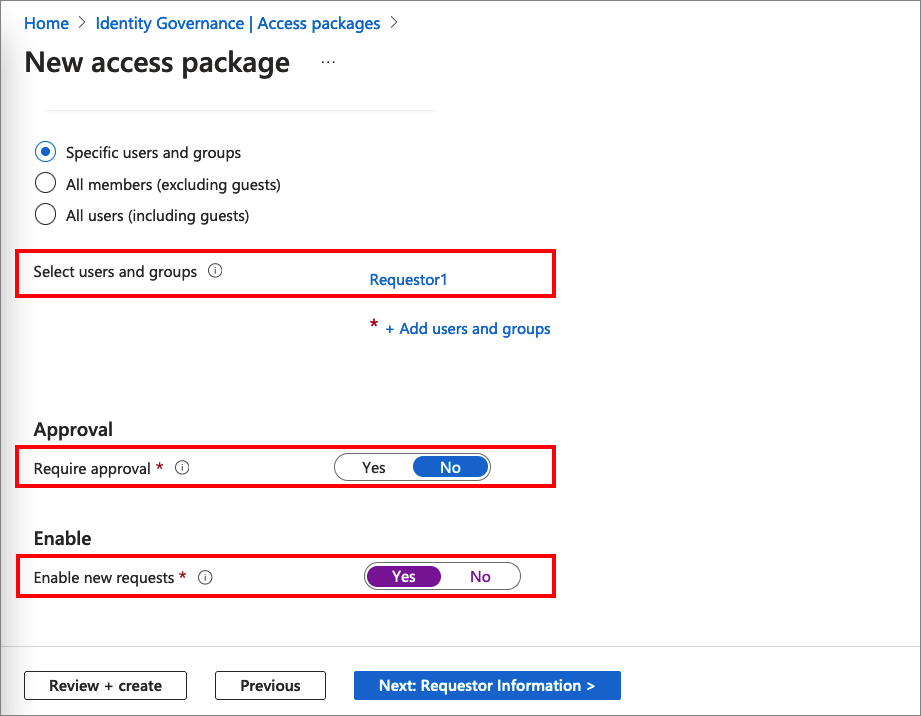 Home > Identity Governance | Access packages >
New access package ...
Specific users and groups
All members (excluding guests)
All users (including guests)
Select users and groups
Requestor1
* + Add users and groups
Approval
Require approval * Yes No
Enable
Enable new requests * Yes No
Review + create Previous Next: Requestor Information >